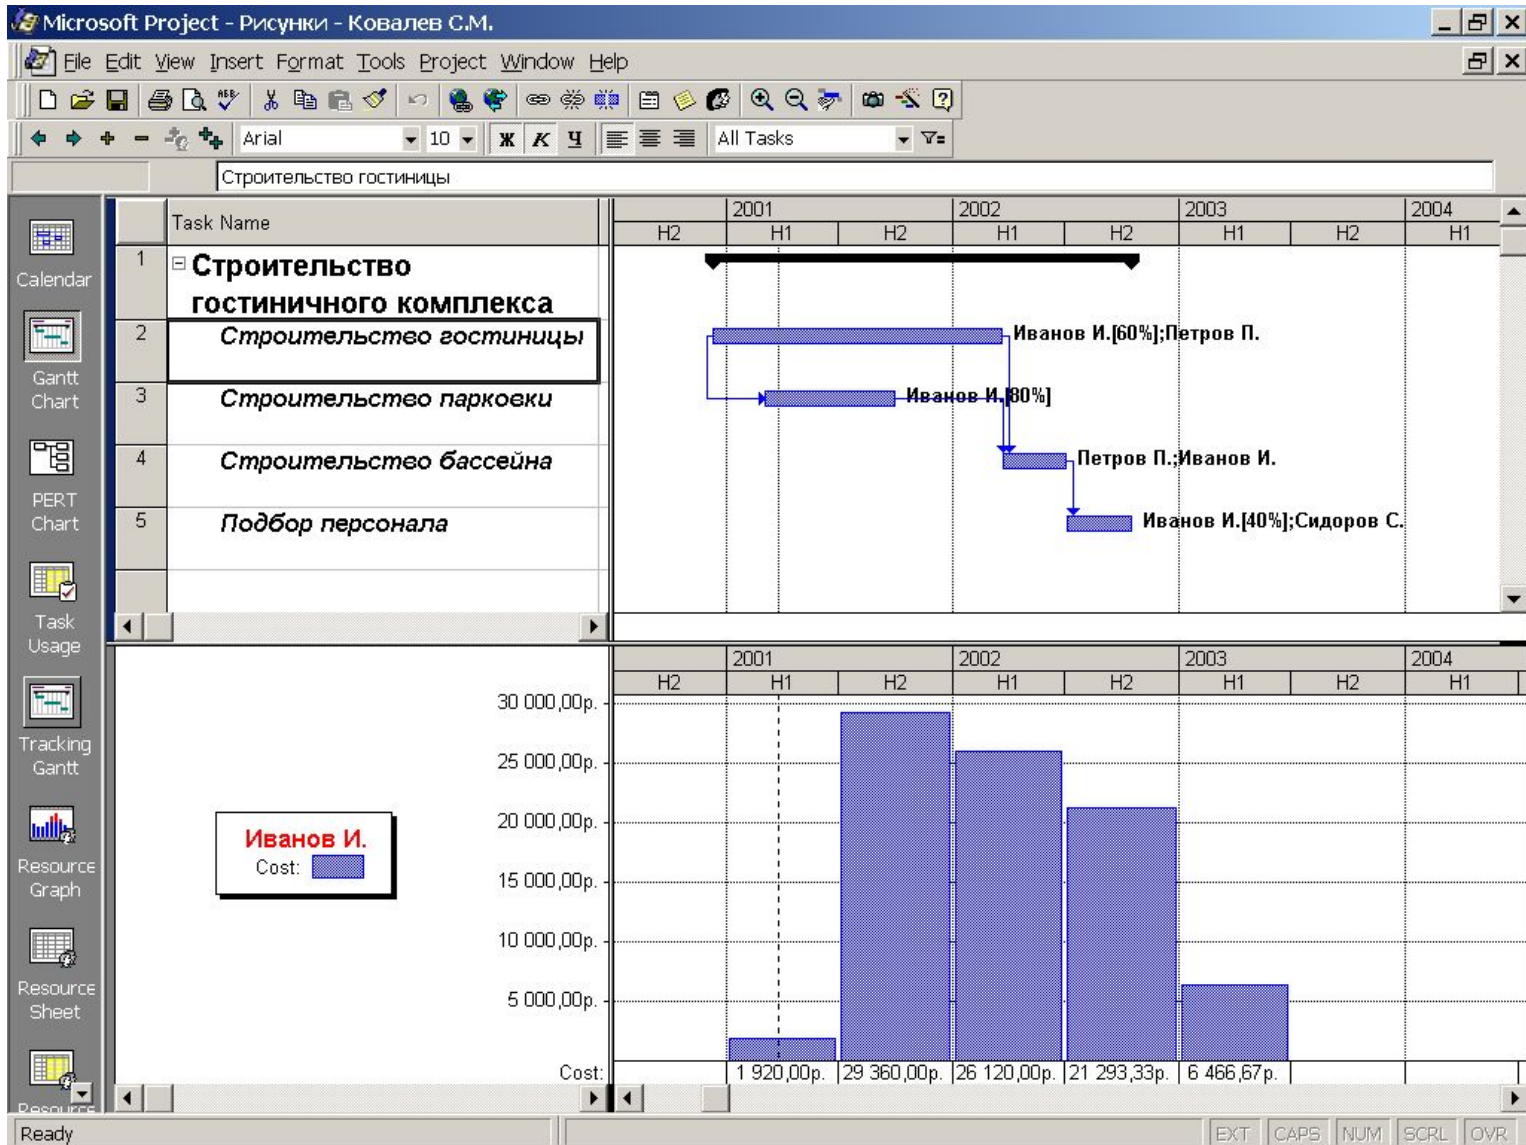 Microsoft Project - Рисунки - Ковалев С.М.
File Edit View Insert Format Tools Project Window Help
Arial 10 Ж К Ч All Tasks
Строительство гостиницы
Task Name
2001 2002 2003 2004
H2 H1 H2 H1 H2 H1 H2 H1
1 Строительство
гостиничного комплекса
2 Строительство гостиницы Иванов И.[60%];Петров П.
3 Строительство парковки Иванов И.[80%]
4 Строительство бассейна Петров П.;Иванов И.
5 Подбор персонала Иванов И.[40%];Сидоров С.
Calendar
Gantt
Chart
PERT
Chart
Task
Usage
Tracking
Gantt
Resource
Graph
Resource
Sheet
Resource
2001 2002 2003 2004
H2 H1 H2 H1 H2 H1 H2 H1
30 000,00р.
25 000,00р.
20 000,00р.
15 000,00р.
10 000,00р.
5 000,00р.
Иванов И.
Cost:
Cost: 1 920,00р. 29 360,00р. 26 120,00р. 21 293,33р. 6 466,67р.
Ready EXT CAPS NUM SCRL OVR